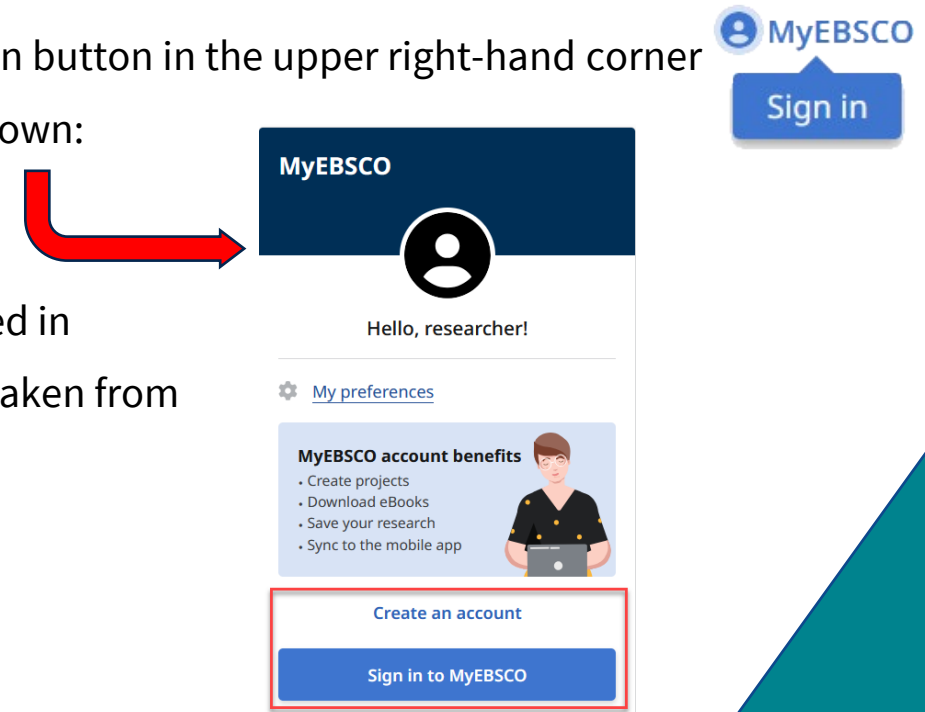 n button in the upper right-hand corner
MyEBSCO
Sign in
own:
MyEBSCO
ed in
Hello, researcher!
aken from
My preferences
MyEBSCO account benefits
• Create projects
• Download eBooks
• Save your research
• Sync to the mobile app
Create an account
Sign in to MyEBSCO